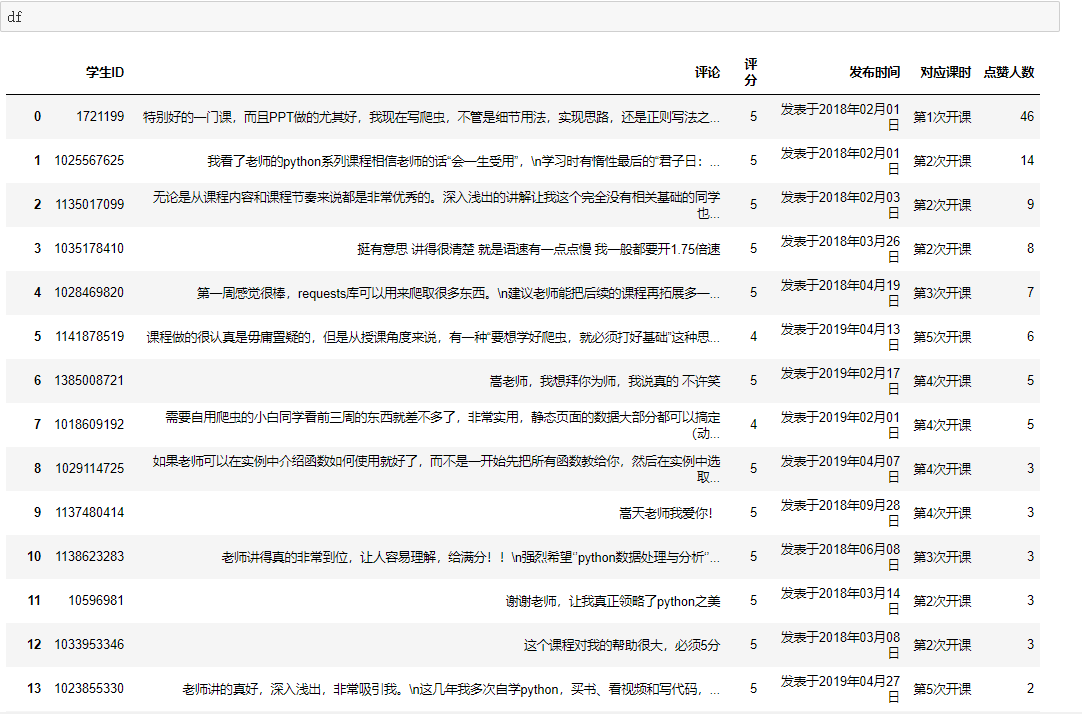 df
学生ID 评论 评分 发布时间 对应课时 点赞人数
0 1721199 特别好的一门课，而且PPT做的尤其好，我现在写爬虫，不管是细节用法，实现思路，还是正则写法之... 5 发表于2018年02月01日 第1次开课 46
1 1025567625 我看了老师的python系列课程相信老师的话“会一生受用”，\n学习时有惰性最后的“君子日：... 5 发表于2018年02月01日 第2次开课 14
2 1135017099 无论是从课程内容和课程节奏来说都是非常优秀的。深入浅出的讲解让我这个完全没有相关基础的同学也... 5 发表于2018年02月03日 第2次开课 9
3 1035178410 挺有意思 讲得很清楚 就是语速有一点点慢 我一般都要开1.75倍速 5 发表于2018年03月26日 第2次开课 8
4 1028469820 第一周感觉很棒，requests库可以用来爬取很多东西。\n建议老师能把后续的课程再拓展多一... 5 发表于2018年04月19日 第3次开课 7
5 1141878519 课程做的很认真是毋庸置疑的，但是从授课角度来说，有一种“要想学好爬虫，就必须打好基础”这种思... 4 发表于2019年04月13日 第5次开课 6
6 1385008721 嵩老师，我想拜你为师，我说真的 不许笑 5 发表于2019年02月17日 第4次开课 5
7 1018609192 需要自用爬虫的小白同学看前三周的东西就差不多了，非常实用，静态页面的数据大部分都可以搞定（动... 4 发表于2019年02月01日 第4次开课 5
8 1029114725 如果老师可以在实例中介绍函数如何使用就好了，而不是一开始先把所有函数教给你，然后在实例中选取... 5 发表于2019年04月07日 第4次开课 3
9 1137480414 嵩天老师我爱你！ 5 发表于2018年09月28日 第4次开课 3
10 1138623283 老师讲得真的非常到位，让人容易理解，给满分！！\n强烈希望“python数据处理与分析”... 5 发表于2018年06月08日 第3次开课 3
11 10596981 谢谢老师，让我真正领略了python之美 5 发表于2018年03月14日 第2次开课 3
12 1033953346 这个课程对我的帮助很大，必须5分 5 发表于2018年03月08日 第2次开课 3
13 1023855330 老师讲的真好，深入浅出，非常吸引我。\n这几年我多次自学python，买书、看视频和写代码，... 5 发表于2019年04月27日 第5次开课 2